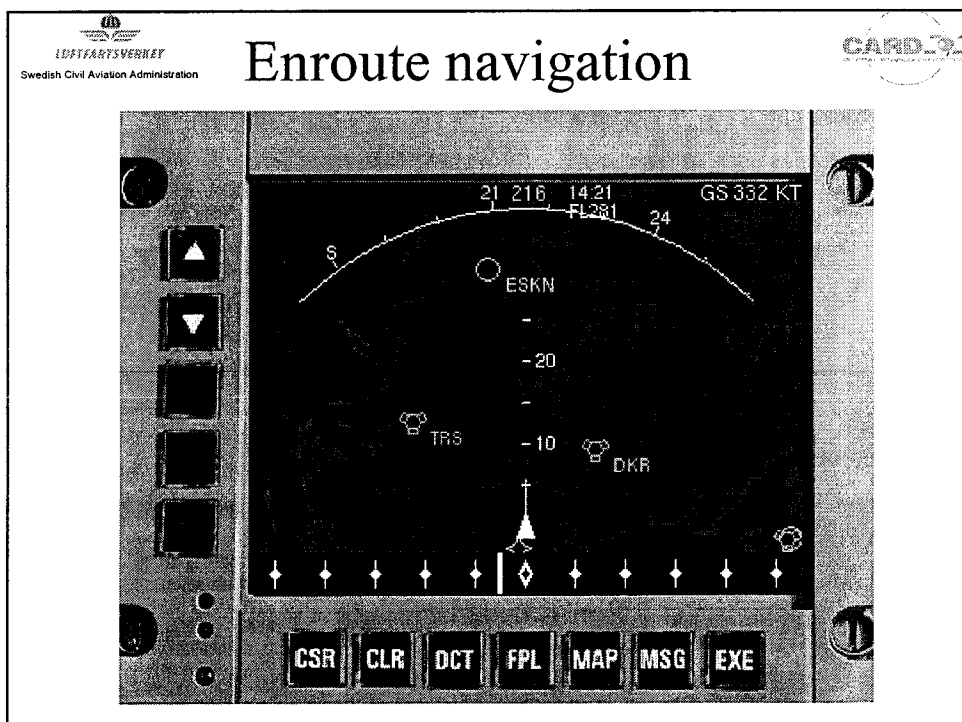 LUFTFARTSVERKET
Swedish Civil Aviation Administration
Enroute navigation
CARD
21 216 14:21 GS 332 KT
FL281 24
S
ESKN
20
TRS
10
DKR
CSR CLR DCT FPL MAP MSG EXE